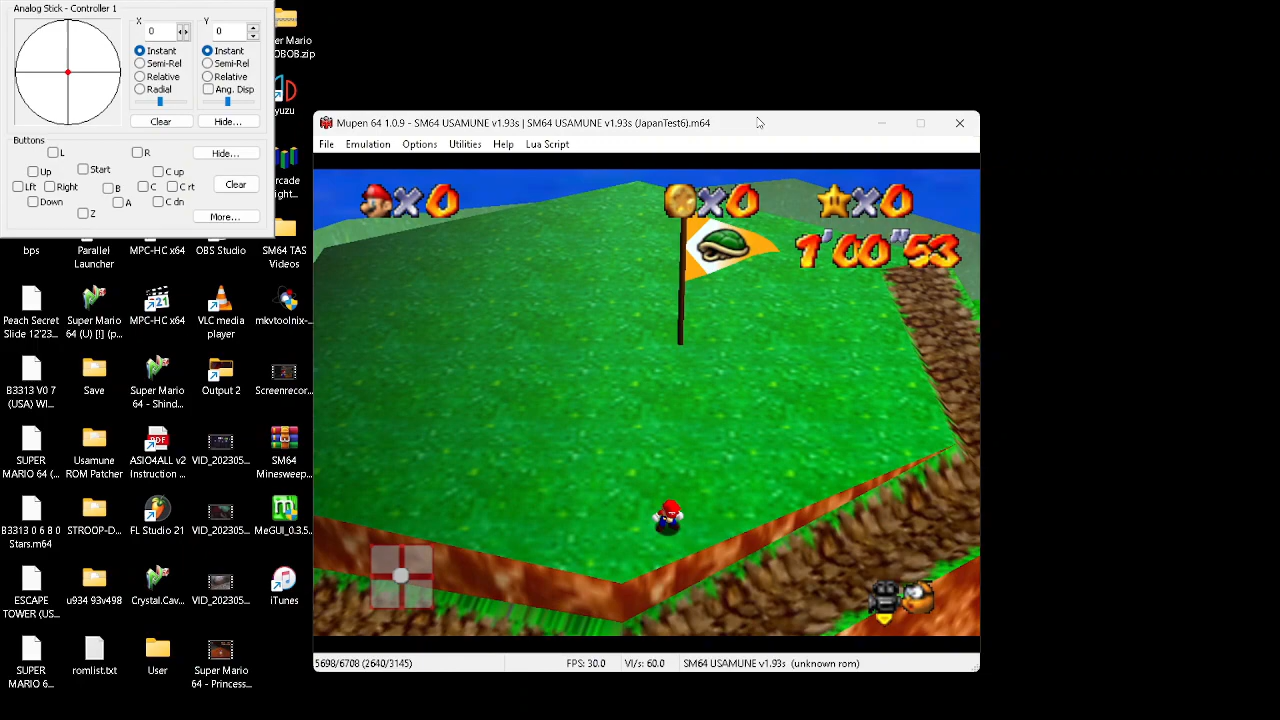 Analog Stick - Controller 1
X
Y
0
0
Instant
Instant
Semi-Rel
Semi-Rel
Relative
Relative
Radial
Ang. Disp
Clear
Hide...
Buttons
L
R
Hide...
Up
Start
C up
Lft
Right
B
C
C rt
Clear
Down
A
C dn
Z
More...
er Mari
OBOB.zip
yuzu
rcade
ight...
bps
Parallel
Launcher
MPC-HC x64
OBS Studio
SM64 TAS
Videos
Peach Secret
Slide 12'23...
Super Mario
64 (U) [!] (p...
MPC-HC x64
VLC media
player
mkvtoolnix-...
B3313 V0 7
(USA) WI...
Save
Super Mario
64 - Shind...
Output 2
Screenrecor...
SUPER
MARIO 64 (...
Usamune
ROM Patcher
ASIO4ALL v2
Instruction ...
VID_202305...
SM64
Minesweep...
B3313 0 6 8 0
Stars.m64
STROOP-D...
FL Studio 21
VID_202305...
MeGUI_0.3.5...
ESCAPE
TOWER (US...
u934 93v498
Crystal.Cav...
VID_202305...
iTunes
SUPER
MARIO 6...
romlist.txt
User
Super Mario
64 - Princess...
Mupen 64 1.0.9 - SM64 USAMUNE v1.93s | SM64 USAMUNE v1.93s (JapanTest6).m64
File Emulation Options Utilities Help Lua Script
×0 ×0 ×0
1'00"53
5698/6708 (2640/3145)
FPS: 30.0
VI/s: 60.0
SM64 USAMUNE v1.93s (unknown rom)